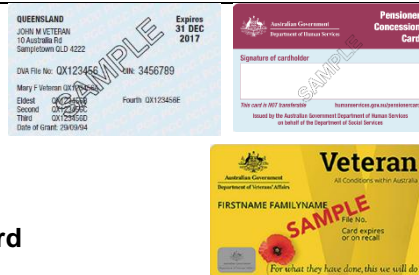 QUEENSLAND
Expires
31 DEC
2017
JOHN M VETERAN
10 Australia Rd
Sampletown QLD 4222
DVA File No: QX123456
UIN: 3456789
Mary F Veteran
Eldest
Second
Third
Fourth QX123456E
Date of Grant: 29/09/94
SAMPLE
Australian Government
Department of Human Services
Pensioner
Concession
Card
Signature of cardholder
SAMPLE
This card is NOT transferable
humanservices.gov.au/pensionercard
Issued by the Australian Government Department of Human Services
on behalf of the Department of Social Services
Australian Government
Department of Veterans' Affairs
Veteran
All Conditions within Australia
FIRSTNAME FAMILYNAME
SAMPLE
File No.
Card expires
or on recall
For what they have done, this we will do
rd